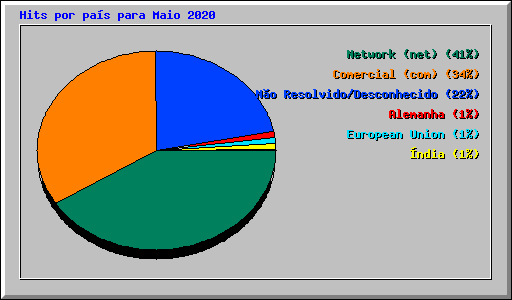 Hits por país para Maio 2020
Network (net) (41%)
Comercial (com) (34%)
Não Resolvido/Desconhecido (22%)
Alemanha (1%)
European Union (1%)
Índia (1%)